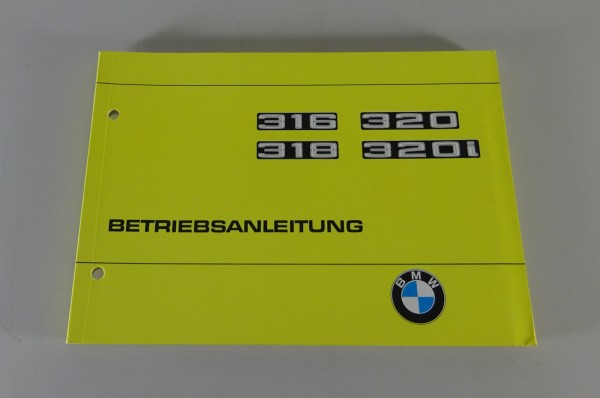 316 320
318 320i
BETRIEBSANLEITUNG
BMW